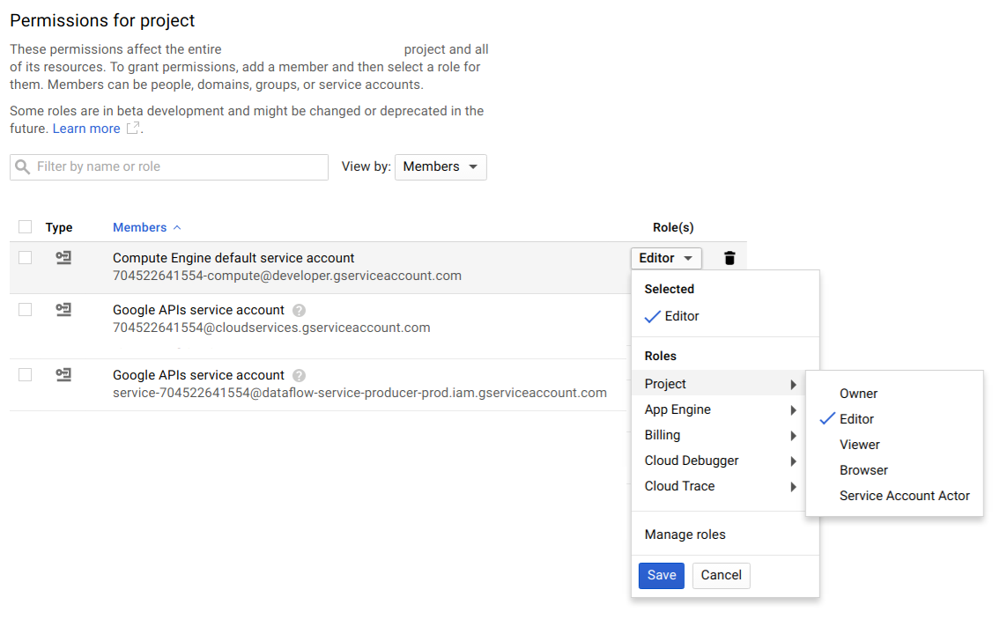 Permissions for project
These permissions affect the entire project and all
of its resources. To grant permissions, add a member and then select a role for
them. Members can be people, domains, groups, or service accounts.
Some roles are in beta development and might be changed or deprecated in the
future. Learn more .
Filter by name or role View by: Members
Type Members Role(s)
Compute Engine default service account Editor
704522641554-compute@developer.gserviceaccount.com
Selected
Google APIs service account ?
Editor
704522641554@cloudservices.gserviceaccount.com
Roles
Google APIs service account ?
service-704522641554@dataflow-service-producer-prod.iam.gserviceaccount.com
Project
App Engine
Billing
Cloud Debugger
Cloud Trace
Owner
Editor
Viewer
Browser
Service Account Actor
Manage roles
Save Cancel